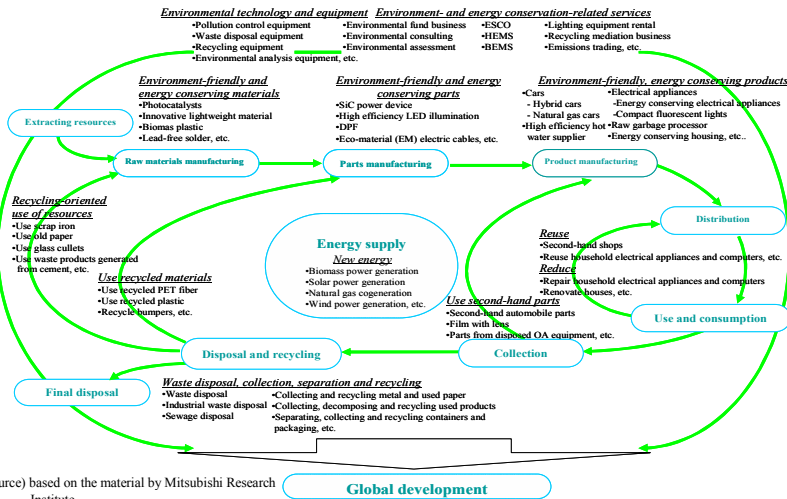 Environmental technology and equipment
•Pollution control equipment
•Waste disposal equipment
•Recycling equipment
•Environmental analysis equipment, etc.
Environment- and energy conservation-related services
•Environmental fund business
•Environmental consulting
•Environmental assessment
•ESCO
•HEMS
•BEMS
•Lighting equipment rental
•Recycling mediation business
•Emissions trading, etc.
Environment-friendly and
energy conserving materials
•Photocatalysts
•Innovative lightweight material
•Biomas plastic
•Lead-free solder, etc.
Environment-friendly and energy
conserving parts
•SiC power device
•High efficiency LED illumination
•DPF
•Eco-material (EM) electric cables, etc.
Environment-friendly, energy conserving products
•Cars
- Hybrid cars
- Natural gas cars
•High efficiency hot
water supplier
•Electrical appliances
-Energy conserving electrical appliances
-Compact fluorescent lights
•Raw garbage processor
•Energy conserving housing, etc..
Extracting resources
Raw materials manufacturing
Parts manufacturing
Product manufacturing
Distribution
Recycling-oriented
use of resources
•Use scrap iron
•Use old paper
•Use glass cullets
•Use waste products generated
from cement, etc.
Use recycled materials
•Use recycled PET fiber
•Use recycled plastic
•Recycle bumpers, etc.
Energy supply
New energy
•Biomass power generation
•Solar power generation
•Natural gas cogeneration
•Wind power generation, etc.
Reuse
•Second-hand shops
•Reuse household electrical appliances and computers, etc.
Reduce
•Repair household electrical appliances and computers
•Renovate houses, etc.
Use second-hand parts
•Second-hand automobile parts
•Film with lens
•Parts from disposed OA equipment, etc.
Use and consumption
Disposal and recycling
Collection
Final disposal
Waste disposal, collection, separation and recycling
•Waste disposal
•Industrial waste disposal
•Sewage disposal
•Collecting and recycling metal and used paper
•Collecting, decomposing and recycling used products
•Separating, collecting and recycling containers and
packaging, etc.
Global development
urce) based on the material by Mitsubishi Research
Institute